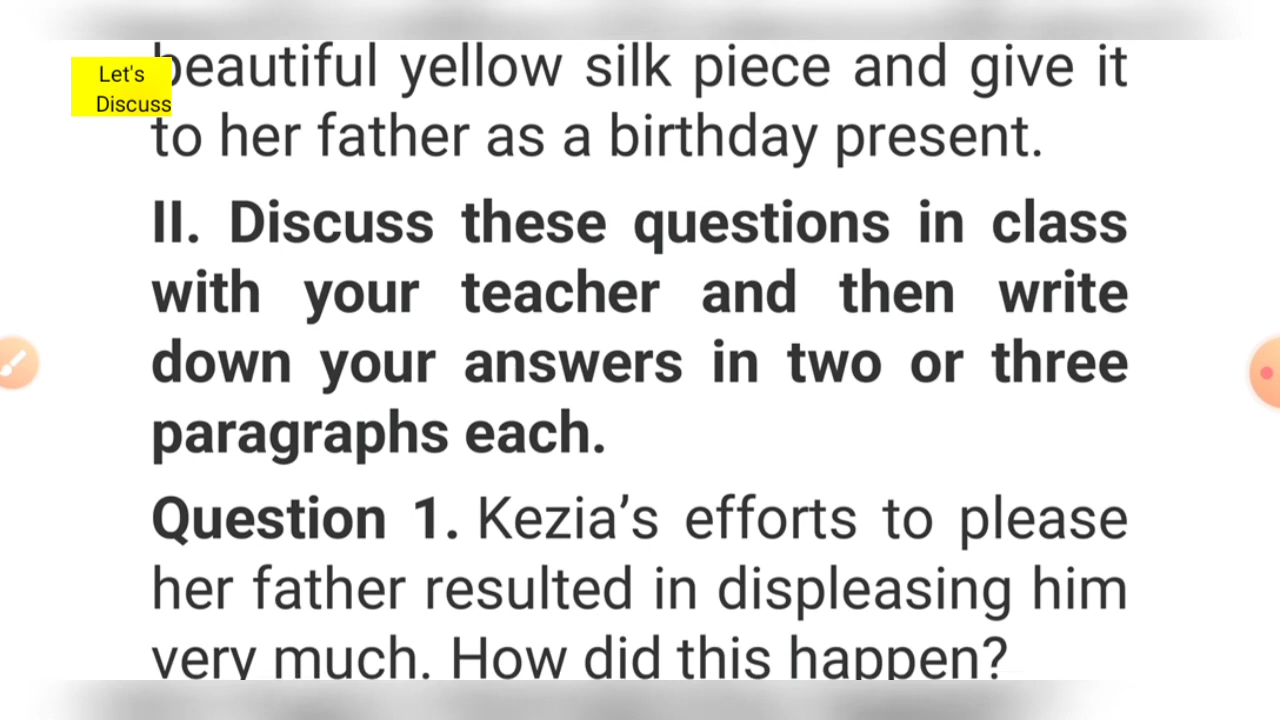 Let's
Discuss
beautiful yellow silk piece and give it
to her father as a birthday present.
II. Discuss these questions in class
with your teacher and then write
down your answers in two or three
paragraphs each.
Question 1. Kezia’s efforts to please
her father resulted in displeasing him
very much. How did this happen?